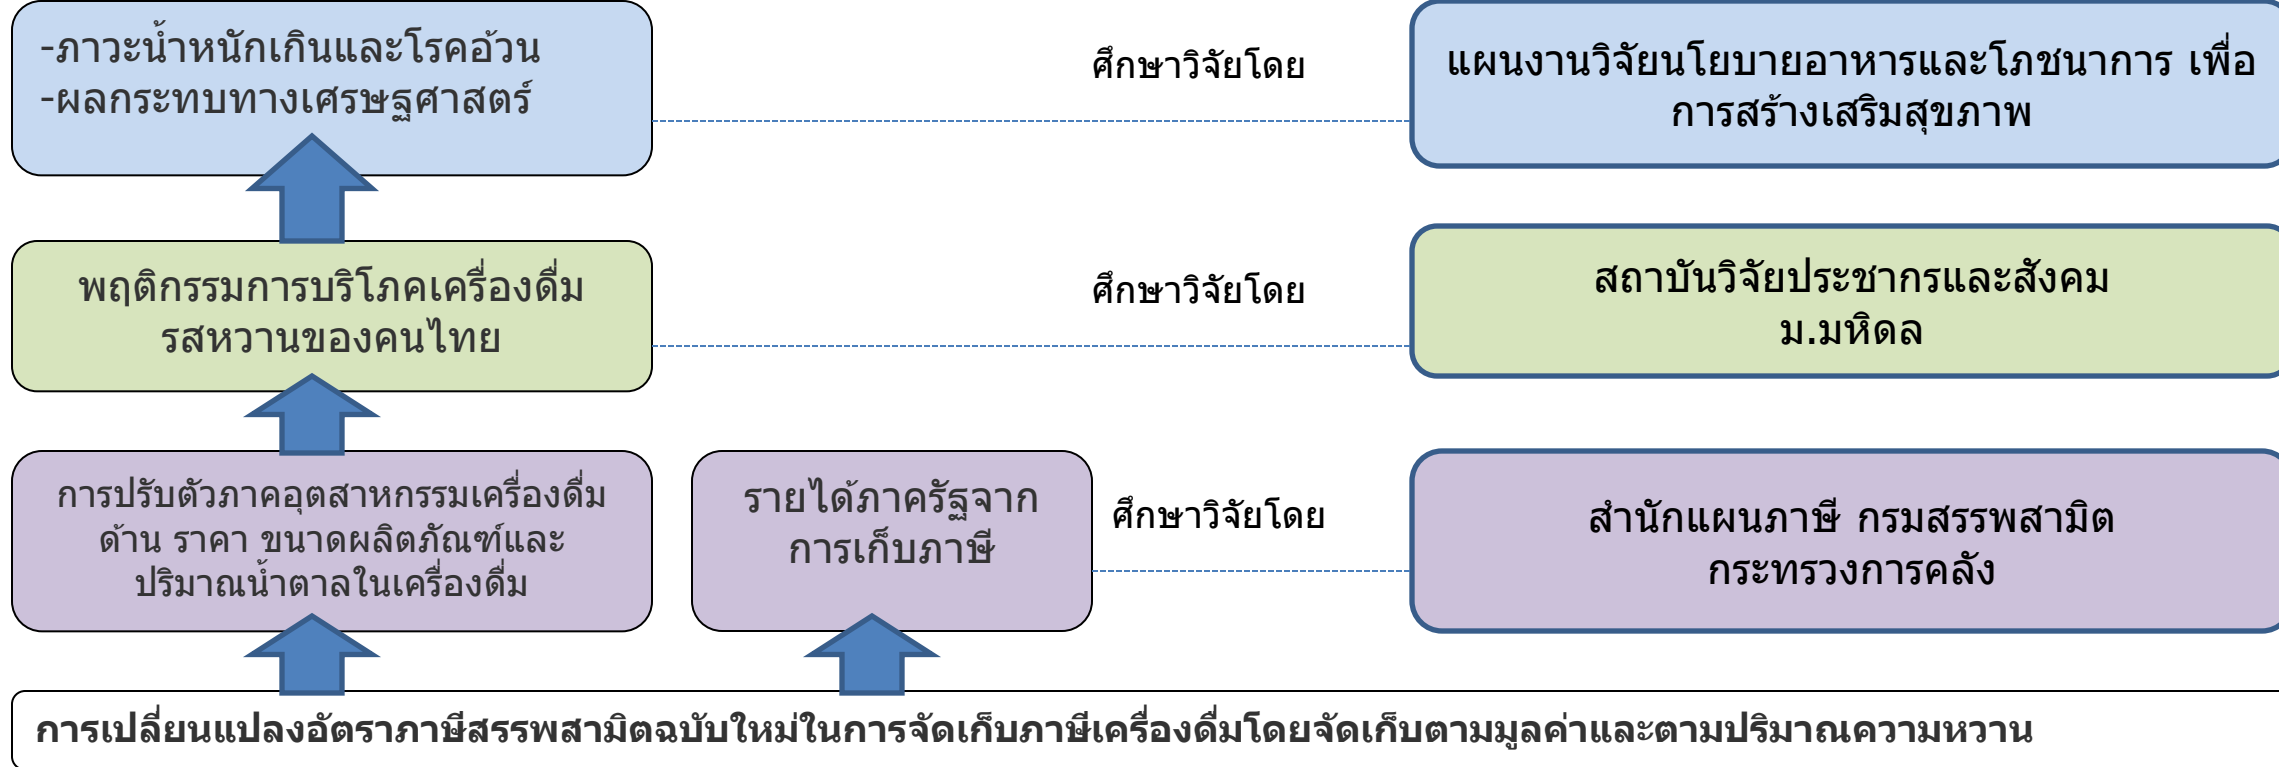 -ภาวะน้ำหนักเกินและโรคอ้วน
-ผลกระทบทางเศรษฐศาสตร์
ศึกษาวิจัยโดย
แผนงานวิจัยนโยบายอาหารและโภชนาการ เพื่อ
การสร้างเสริมสุขภาพ
พฤติกรรมการบริโภคเครื่องดื่ม
รสหวานของคนไทย
ศึกษาวิจัยโดย
สถาบันวิจัยประชากรและสังคม
ม.มหิดล
การปรับตัวภาคอุตสาหกรรมเครื่องดื่ม
ด้าน ราคา ขนาดผลิตภัณฑ์และ
ปริมาณน้ำตาลในเครื่องดื่ม
รายได้ภาครัฐจาก
การเก็บภาษี
ศึกษาวิจัยโดย
สำนักแผนภาษี กรมสรรพสามิต
กระทรวงการคลัง
การเปลี่ยนแปลงอัตราภาษีสรรพสามิตฉบับใหม่ในการจัดเก็บภาษีเครื่องดื่มโดยจัดเก็บตามมูลค่าและตามปริมาณความหวาน